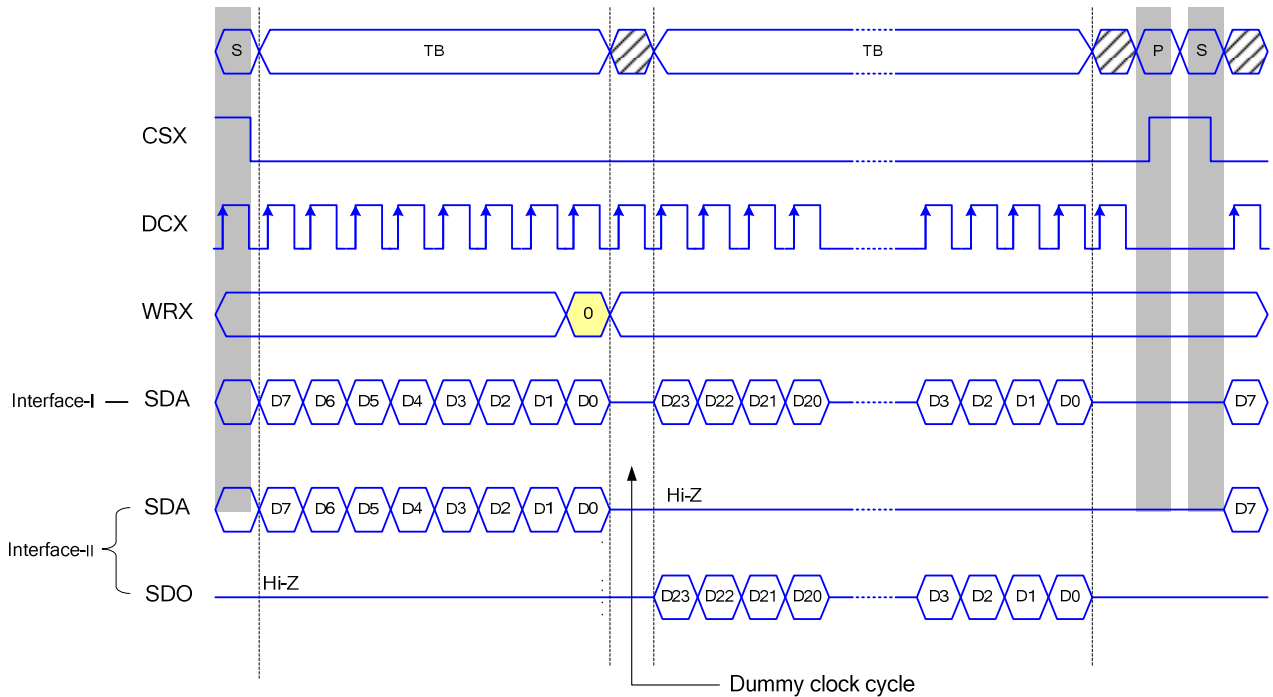 S TB TB P S
CSX
DCX
WRX 0
Interface-I SDA D7 D6 D5 D4 D3 D2 D1 D0 D23 D22 D21 D20 D3 D2 D1 D0 D7
Hi-Z
SDA D7 D6 D5 D4 D3 D2 D1 D0 D7
Interface-II
Hi-Z
SDO D23 D22 D21 D20 D3 D2 D1 D0
Dummy clock cycle